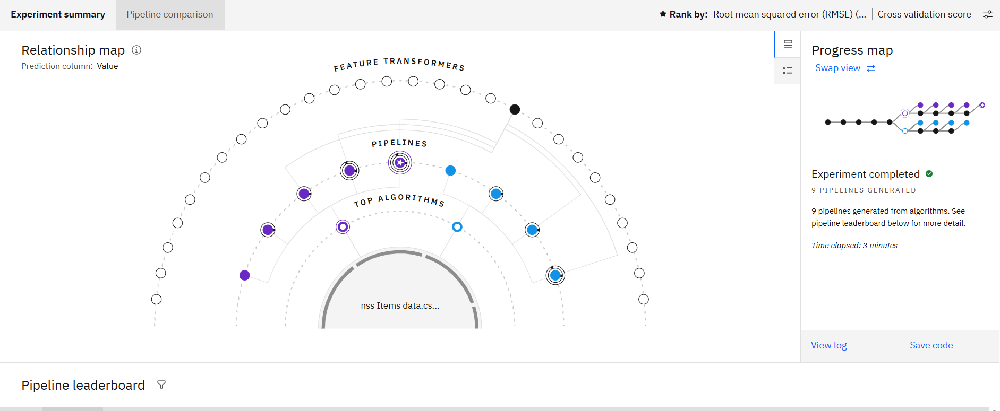 Experiment summary
Pipeline comparison
Rank by: Root mean squared error (RMSE) (... | Cross validation score
Relationship map
Prediction column: Value
FEATURE TRANSFORMERS
PIPELINES
TOP ALGORITHMS
nss Items data.cs...
Progress map
Swap view
Experiment completed
9 PIPELINES GENERATED
9 pipelines generated from algorithms. See
pipeline leaderboard below for more detail.
Time elapsed: 3 minutes
View log
Save code
Pipeline leaderboard